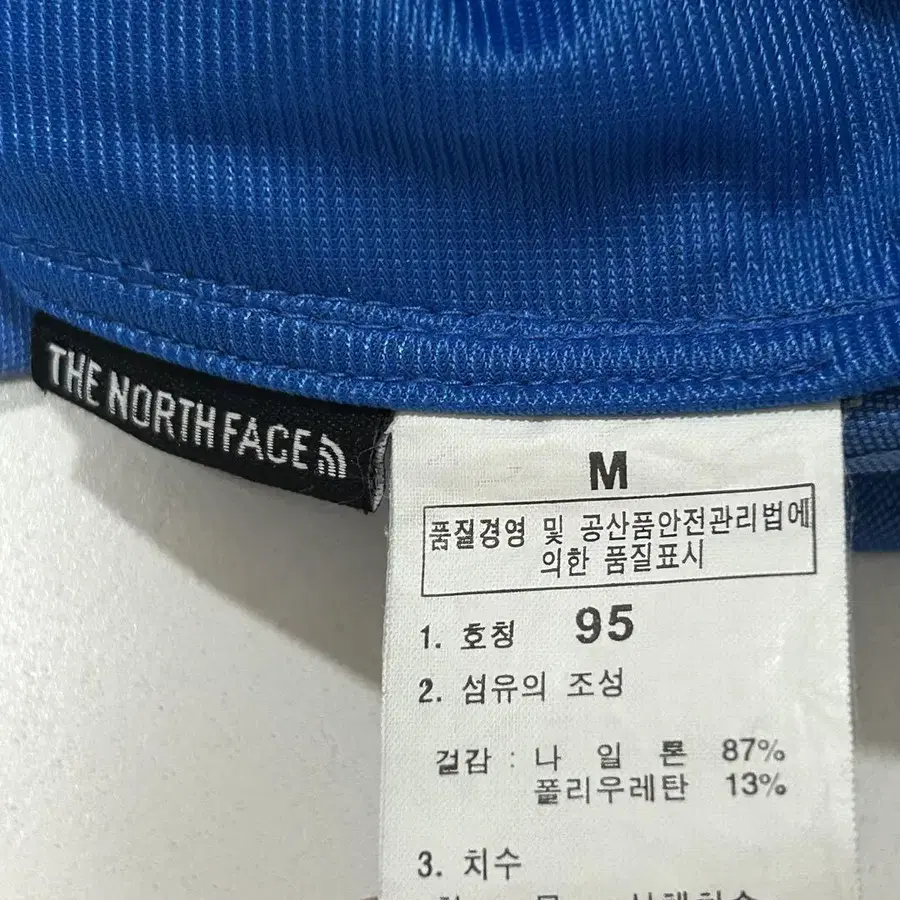 THE NORTH FACE
M
품질경영 및 공산품안전관리법에
의한 품질표시
1. 호칭 95
2. 섬유의 조성
겉감 : 나 일 론 87%
폴리우레탄 13%
3. 치수